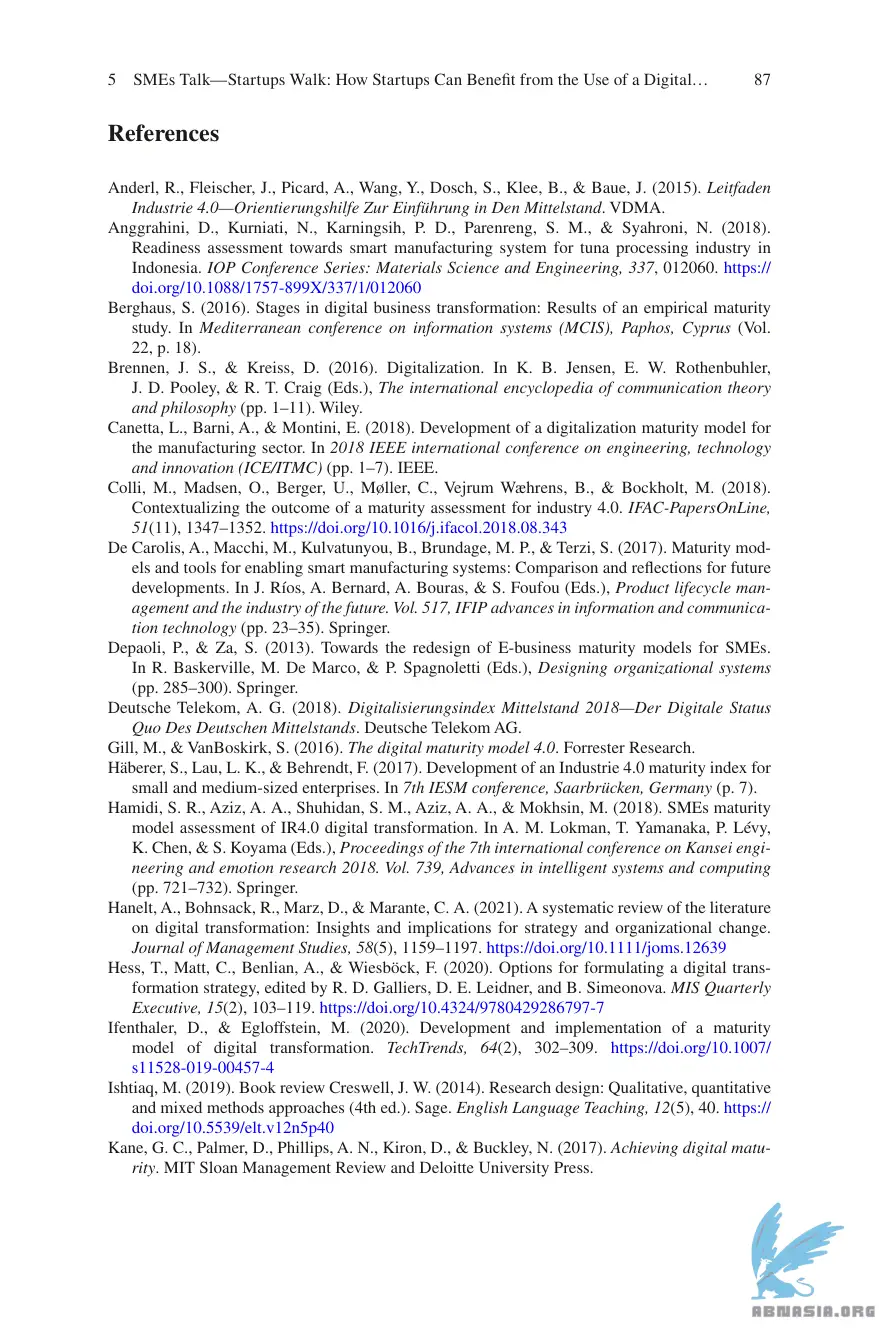 5 SMEs Talk—Startups Walk: How Startups Can Benefit from the Use of a Digital… 87
References
Anderl, R., Fleischer, J., Picard, A., Wang, Y., Dosch, S., Klee, B., & Baue, J. (2015). Leitfaden
Industrie 4.0—Orientierungshilfe Zur Einführung in Den Mittelstand. VDMA.
Anggrahini, D., Kurniati, N., Karningsih, P. D., Parenreng, S. M., & Syahroni, N. (2018).
Readiness assessment towards smart manufacturing system for tuna processing industry in
Indonesia. IOP Conference Series: Materials Science and Engineering, 337, 012060. https://
doi.org/10.1088/1757-899X/337/1/012060
Berghaus, S. (2016). Stages in digital business transformation: Results of an empirical maturity
study. In Mediterranean conference on information systems (MCIS), Paphos, Cyprus (Vol.
22, p. 18).
Brennen, J. S., & Kreiss, D. (2016). Digitalization. In K. B. Jensen, E. W. Rothenbuhler,
J. D. Pooley, & R. T. Craig (Eds.), The international encyclopedia of communication theory
and philosophy (pp. 1–11). Wiley.
Canetta, L., Barni, A., & Montini, E. (2018). Development of a digitalization maturity model for
the manufacturing sector. In 2018 IEEE international conference on engineering, technology
and innovation (ICE/ITMC) (pp. 1–7). IEEE.
Colli, M., Madsen, O., Berger, U., Møller, C., Vejrum Wæhrens, B., & Bockholt, M. (2018).
Contextualizing the outcome of a maturity assessment for industry 4.0. IFAC-PapersOnLine,
51(11), 1347–1352. https://doi.org/10.1016/j.ifacol.2018.08.343
De Carolis, A., Macchi, M., Kulvatunyou, B., Brundage, M. P., & Terzi, S. (2017). Maturity mod-
els and tools for enabling smart manufacturing systems: Comparison and reflections for future
developments. In J. Ríos, A. Bernard, A. Bouras, & S. Foufou (Eds.), Product lifecycle man-
agement and the industry of the future. Vol. 517, IFIP advances in information and communica-
tion technology (pp. 23–35). Springer.
Depaoli, P., & Za, S. (2013). Towards the redesign of E-business maturity models for SMEs.
In R. Baskerville, M. De Marco, & P. Spagnoletti (Eds.), Designing organizational systems
(pp. 285–300). Springer.
Deutsche Telekom, A. G. (2018). Digitalisierungsindex Mittelstand 2018—Der Digitale Status
Quo Des Deutschen Mittelstands. Deutsche Telekom AG.
Gill, M., & VanBoskirk, S. (2016). The digital maturity model 4.0. Forrester Research.
Häberer, S., Lau, L. K., & Behrendt, F. (2017). Development of an Industrie 4.0 maturity index for
small and medium-sized enterprises. In 7th IESM conference, Saarbrücken, Germany (p. 7).
Hamidi, S. R., Aziz, A. A., Shuhidan, S. M., Aziz, A. A., & Mokhsin, M. (2018). SMEs maturity
model assessment of IR4.0 digital transformation. In A. M. Lokman, T. Yamanaka, P. Lévy,
K. Chen, & S. Koyama (Eds.), Proceedings of the 7th international conference on Kansei engi-
neering and emotion research 2018. Vol. 739, Advances in intelligent systems and computing
(pp. 721–732). Springer.
Hanelt, A., Bohnsack, R., Marz, D., & Marante, C. A. (2021). A systematic review of the literature
on digital transformation: Insights and implications for strategy and organizational change.
Journal of Management Studies, 58(5), 1159–1197. https://doi.org/10.1111/joms.12639
Hess, T., Matt, C., Benlian, A., & Wiesböck, F. (2020). Options for formulating a digital trans-
formation strategy, edited by R. D. Galliers, D. E. Leidner, and B. Simeonova. MIS Quarterly
Executive, 15(2), 103–119. https://doi.org/10.4324/9780429286797-7
Ifenthaler, D., & Egloffstein, M. (2020). Development and implementation of a maturity
model of digital transformation. TechTrends, 64(2), 302–309. https://doi.org/10.1007/
s11528-019-00457-4
Ishtiaq, M. (2019). Book review Creswell, J. W. (2014). Research design: Qualitative, quantitative
and mixed methods approaches (4th ed.). Sage. English Language Teaching, 12(5), 40. https://
doi.org/10.5539/elt.v12n5p40
Kane, G. C., Palmer, D., Phillips, A. N., Kiron, D., & Buckley, N. (2017). Achieving digital matu-
rity. MIT Sloan Management Review and Deloitte University Press.
ABNASIA.ORG